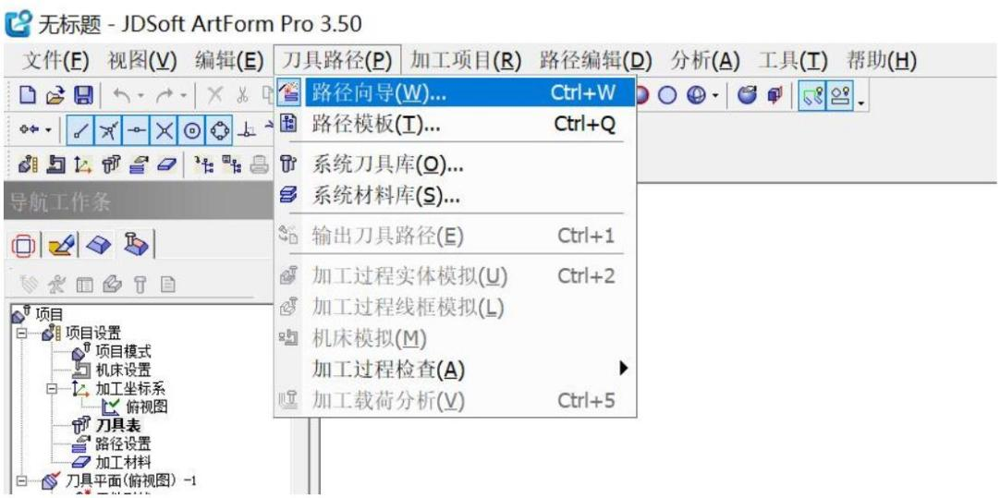 无标题 - JDSoft ArtForm Pro 3.50
文件(F) 视图(V) 编辑(E) 刀具路径(P) 加工项目(R) 路径编辑(D) 分析(A) 工具(T) 帮助(H)
路径向导(W)... Ctrl+W
路径模板(T)... Ctrl+Q
系统刀具库(O)...
系统材料库(S)...
输出刀具路径(E) Ctrl+1
加工过程实体模拟(U) Ctrl+2
加工过程线框模拟(L)
机床模拟(M)
加工过程检查(A)
加工载荷分析(V) Ctrl+5
导航工作条
项目
项目设置
项目模式
机床设置
加工坐标系
俯视图
刀具表
路径设置
加工材料
刀具平面(俯视图) -1